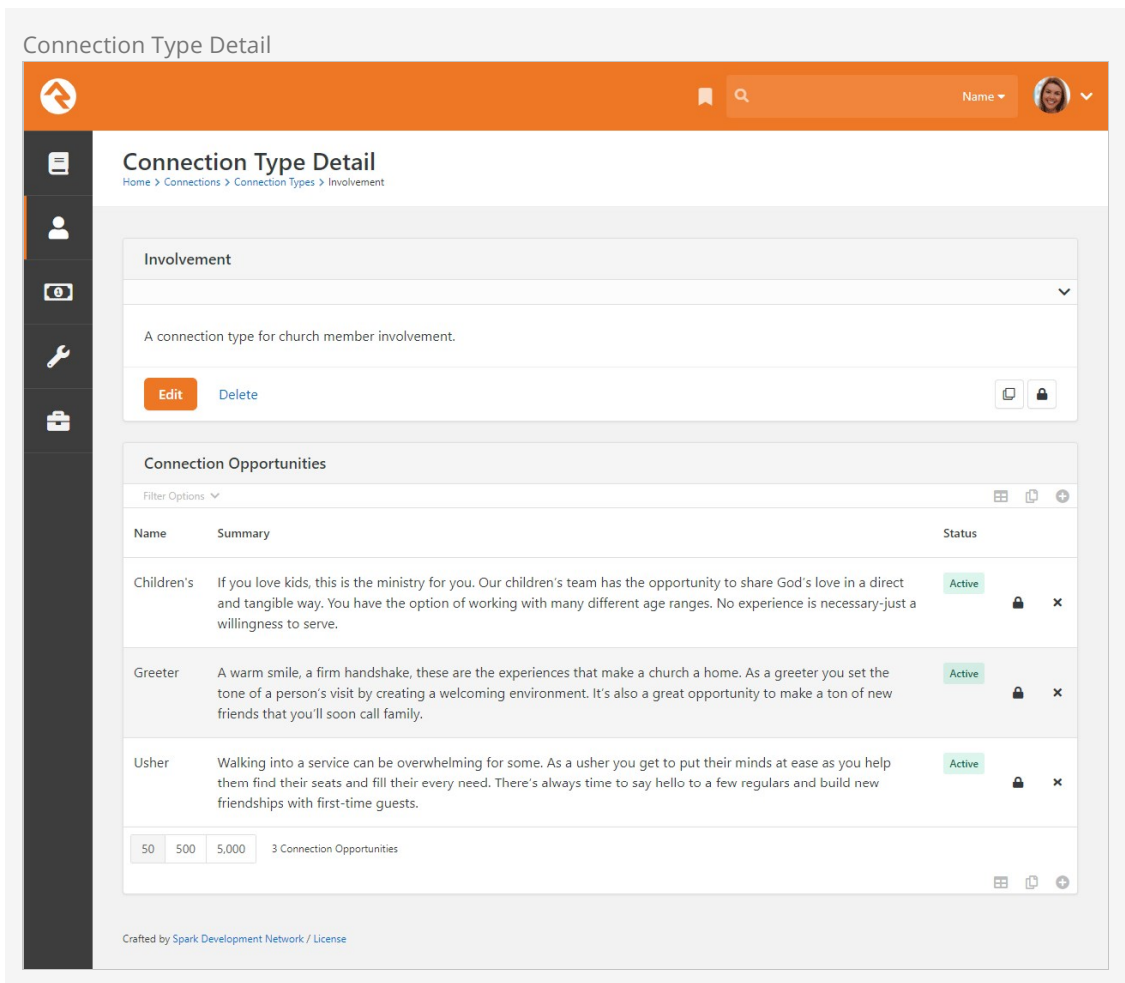 Connection Type Detail
Name
Connection Type Detail
Home > Connections > Connection Types > Involvement
Involvement
A connection type for church member involvement.
Edit Delete
Connection Opportunities
Filter Options
Name Summary Status
Children's If you love kids, this is the ministry for you. Our children's team has the opportunity to share God's love in a direct Active
and tangible way. You have the option of working with many different age ranges. No experience is necessary-just a
willingness to serve.
Greeter A warm smile, a firm handshake, these are the experiences that make a church a home. As a greeter you set the Active
tone of a person's visit by creating a welcoming environment. It's also a great opportunity to make a ton of new
friends that you'll soon call family.
Usher Walking into a service can be overwhelming for some. As a usher you get to put their minds at ease as you help Active
them find their seats and fill their every need. There's always time to say hello to a few regulars and build new
friendships with first-time guests.
50 500 5,000 3 Connection Opportunities
Crafted by Spark Development Network / License